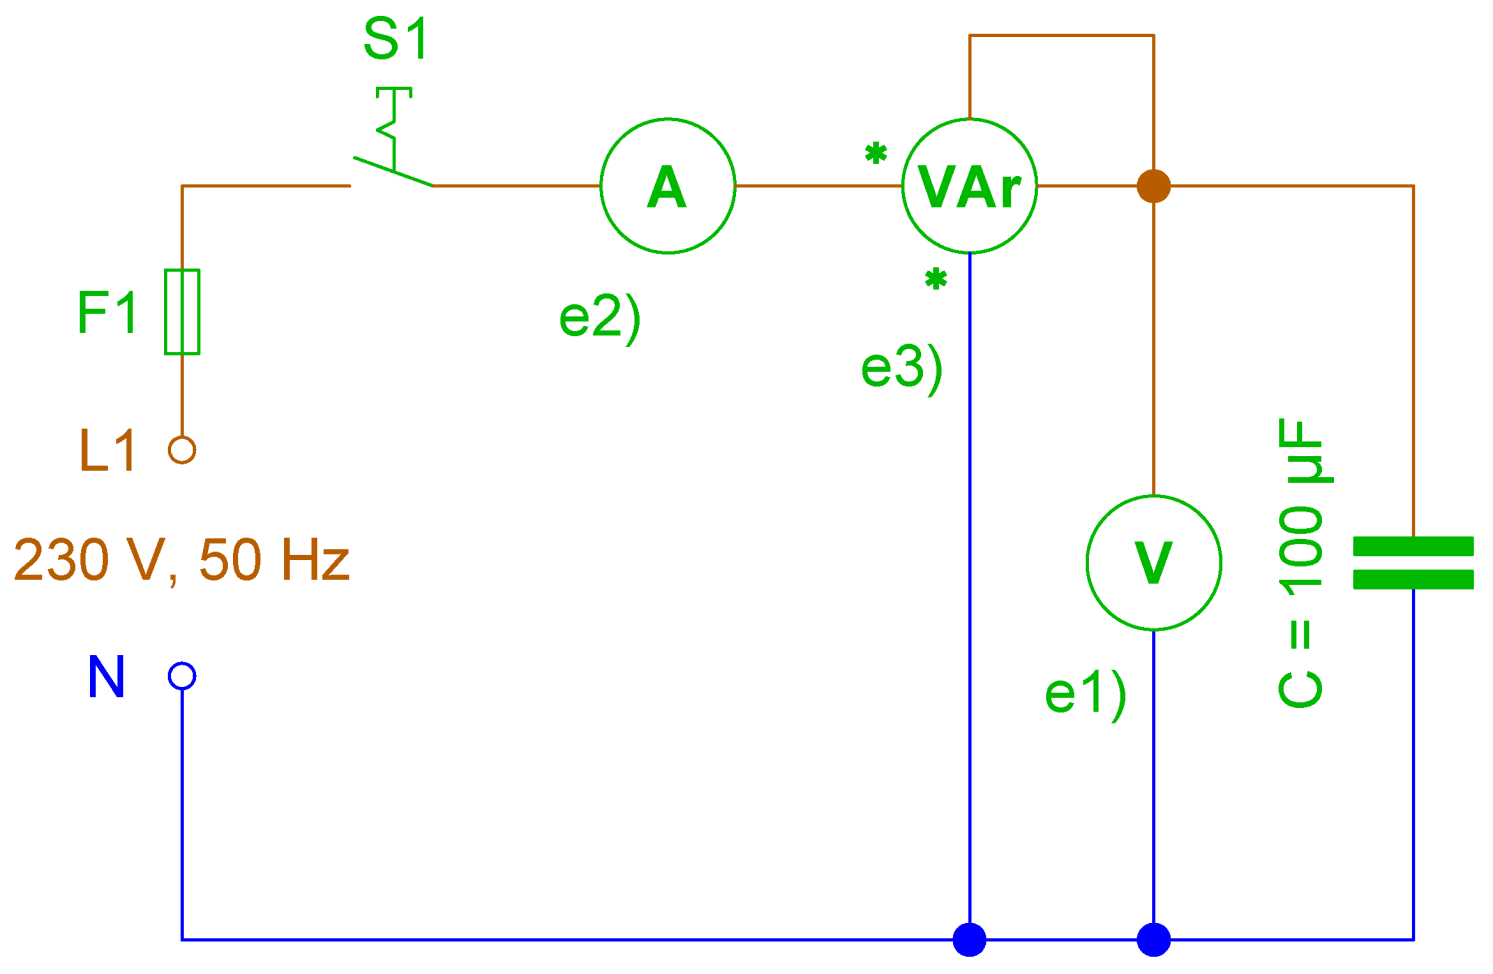 S1
A
*
VAr
*
F1
e2)
e3)
L1
230 V, 50 Hz
V
C = 100 µF
N
e1)